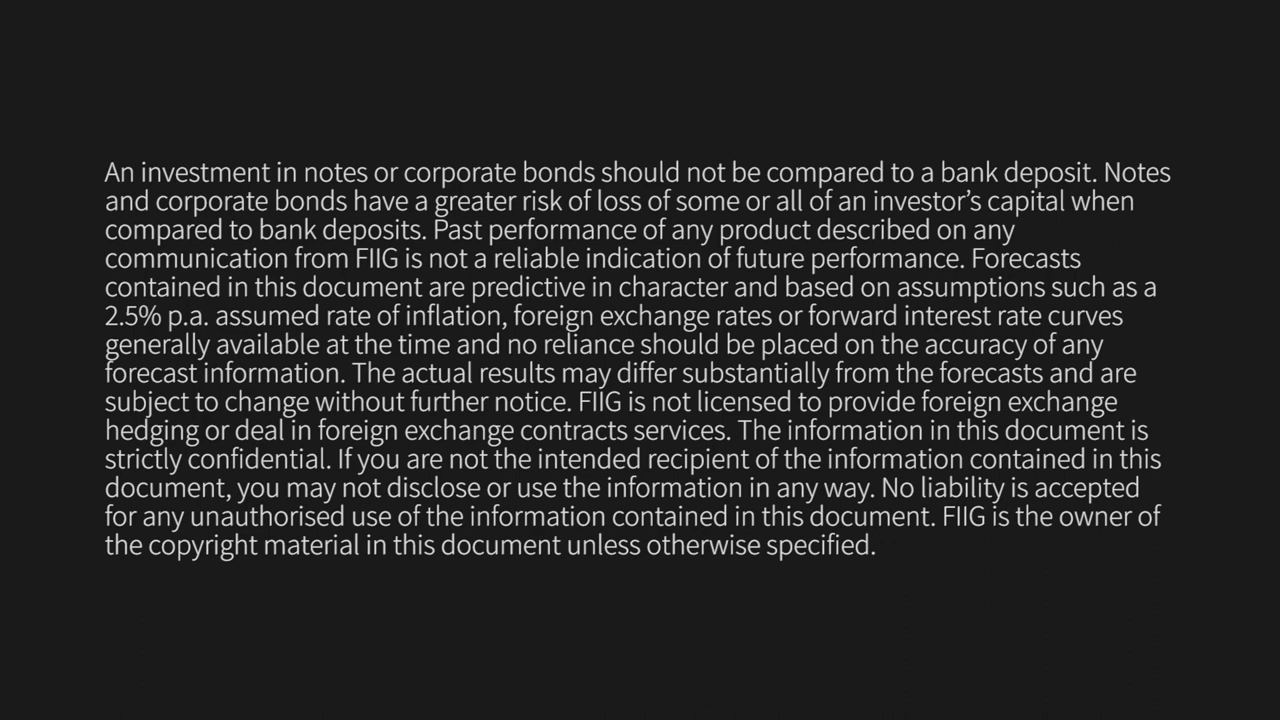 An investment in notes or corporate bonds should not be compared to a bank deposit. Notes
and corporate bonds have a greater risk of loss of some or all of an investor’s capital when
compared to bank deposits. Past performance of any product described on any
communication from FIIG is not a reliable indication of future performance. Forecasts
contained in this document are predictive in character and based on assumptions such as a
2.5% p.a. assumed rate of inflation, foreign exchange rates or forward interest rate curves
generally available at the time and no reliance should be placed on the accuracy of any
forecast information. The actual results may differ substantially from the forecasts and are
subject to change without further notice. FIIG is not licensed to provide foreign exchange
hedging or deal in foreign exchange contracts services. The information in this document is
strictly confidential. If you are not the intended recipient of the information contained in this
document, you may not disclose or use the information in any way. No liability is accepted
for any unauthorised use of the information contained in this document. FIIG is the owner of
the copyright material in this document unless otherwise specified.